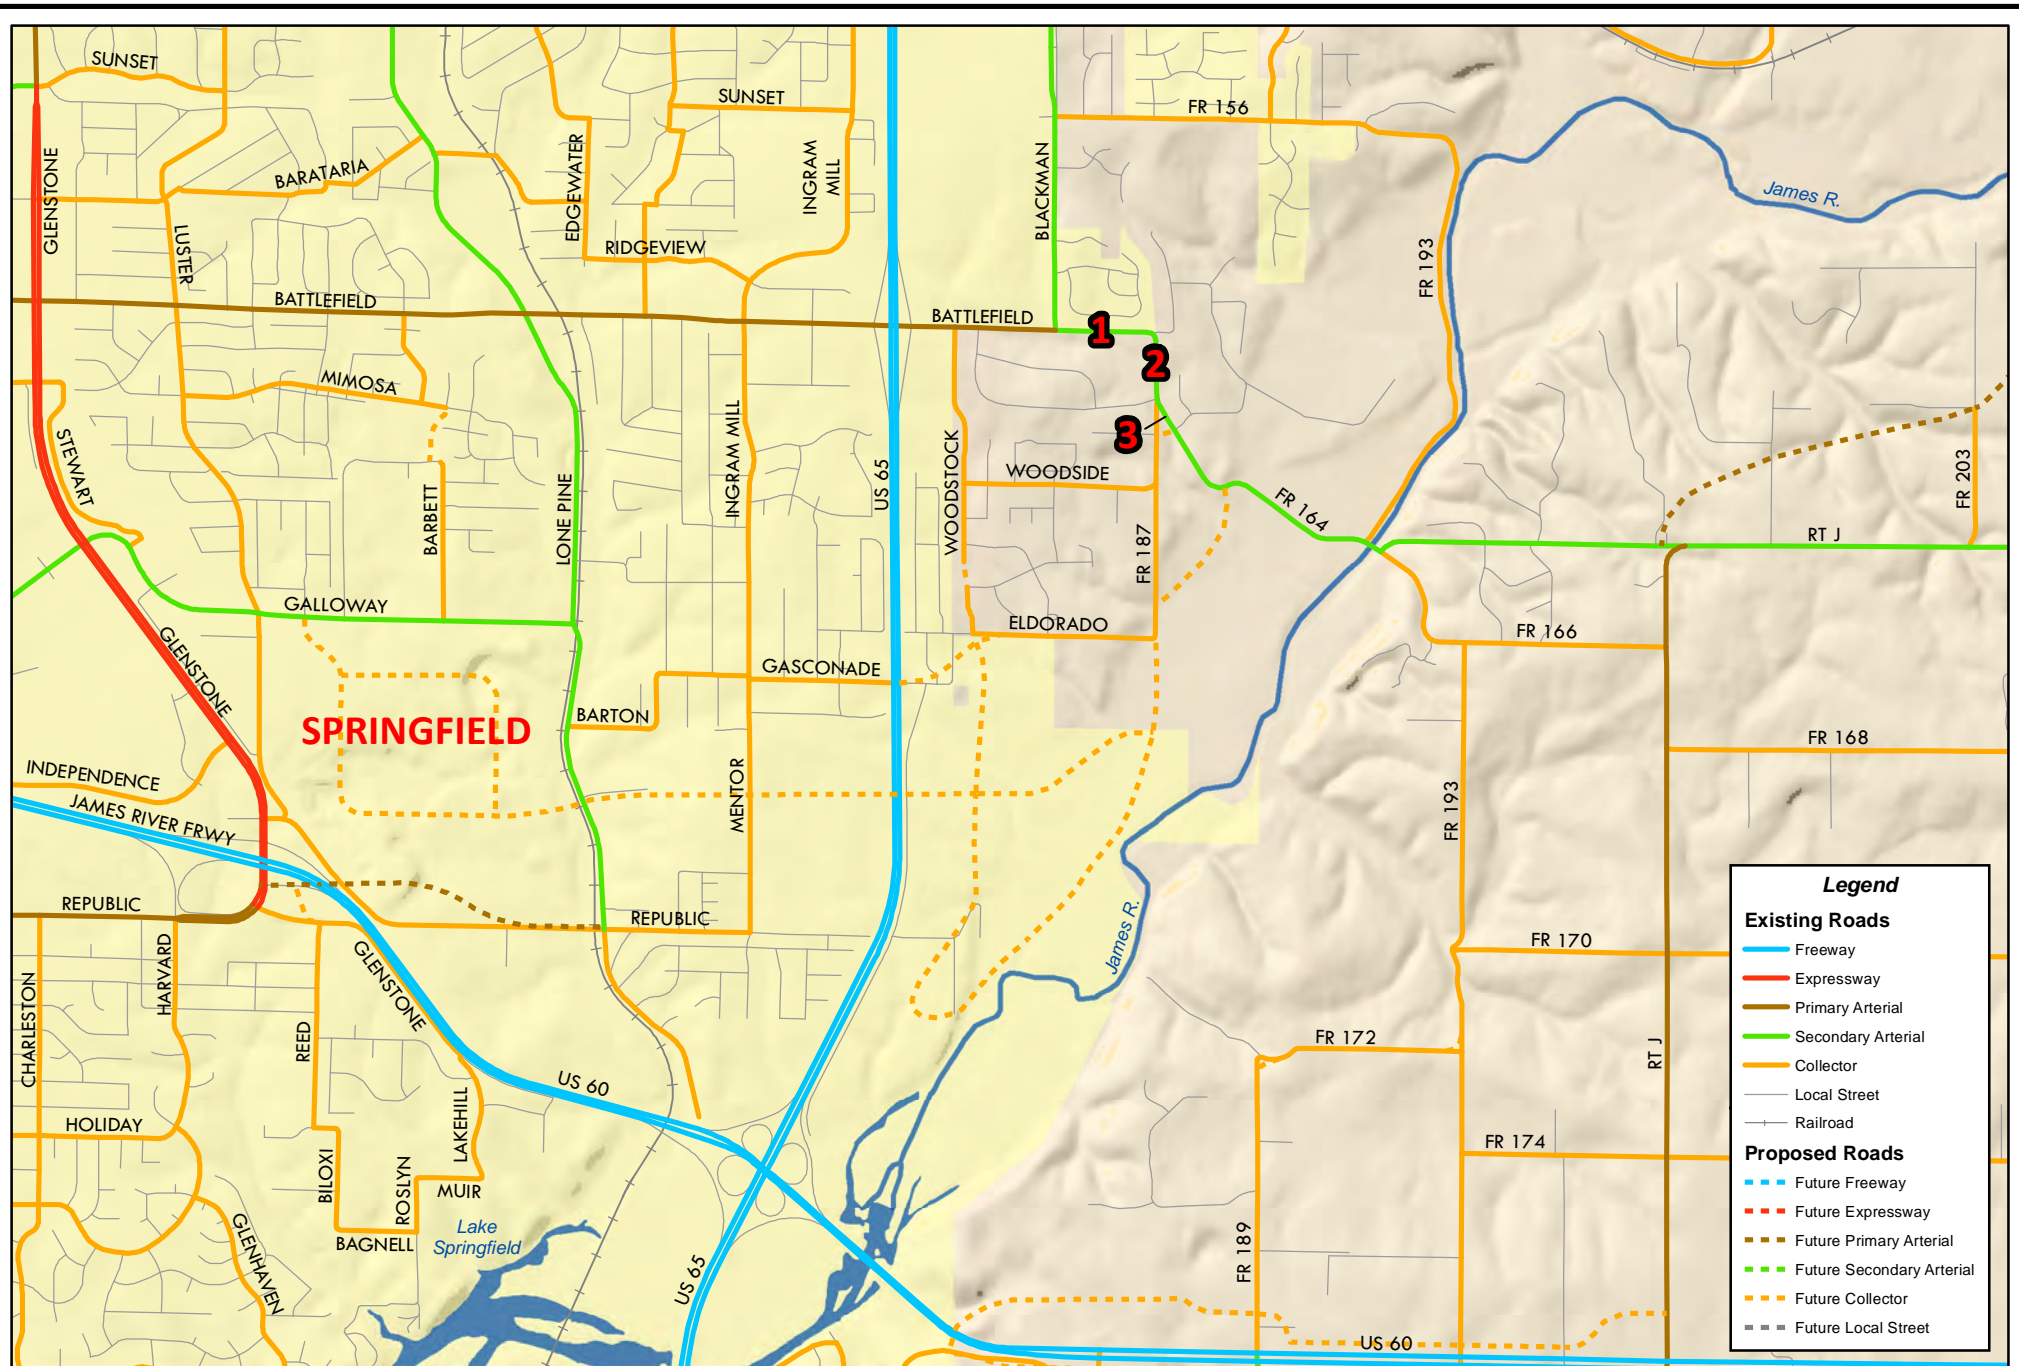 SUNSET
SUNSET
FR 156
GLENSTONE
BARATARIA
EDGEWATER
INGRAM
MILL
BLACKMAN
James R.
LUSTER
RIDGEVIEW
FR 193
BATTLEFIELD
BATTLEFIELD
1
2
3
MIMOSA
STEWART
BARBETT
LONE PINE
INGRAM MILL
US 65
WOODSTOCK
WOODSIDE
FR 187
FR 164
FR 203
RT J
GALLOWAY
ELDORADO
FR 166
GLENSTONE
GASCONADE
BARTON
SPRINGFIELD
FR 168
INDEPENDENCE
JAMES RIVER FRWY
MENTOR
FR 193
REPUBLIC
REPUBLIC
HARVARD
GLENSTONE
James R.
FR 170
CHARLESTON
REED
FR 172
RT J
US 60
LAKEHILL
HOLIDAY
FR 174
BILOXI
ROSLYN
MUIR
BAGNELL
Lake
Springfield
GLENHAVEN
US 65
FR 189
US 60
Legend
Existing Roads
Freeway
Expressway
Primary Arterial
Secondary Arterial
Collector
Local Street
Railroad
Proposed Roads
Future Freeway
Future Expressway
Future Primary Arterial
Future Secondary Arterial
Future Collector
Future Local Street